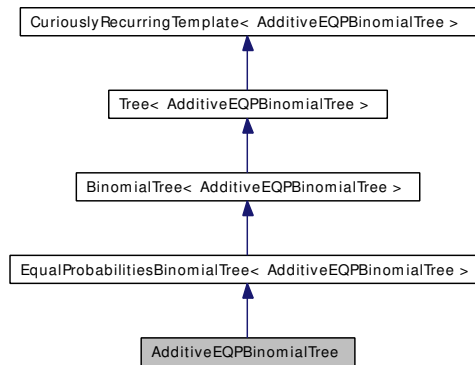 CuriouslyRecurringTemplate< AdditiveEQPBinomialTree >
Tree< AdditiveEQPBinomialTree >
BinomialTree< AdditiveEQPBinomialTree >
EqualProbabilitiesBinomialTree< AdditiveEQPBinomialTree >
AdditiveEQPBinomialTree